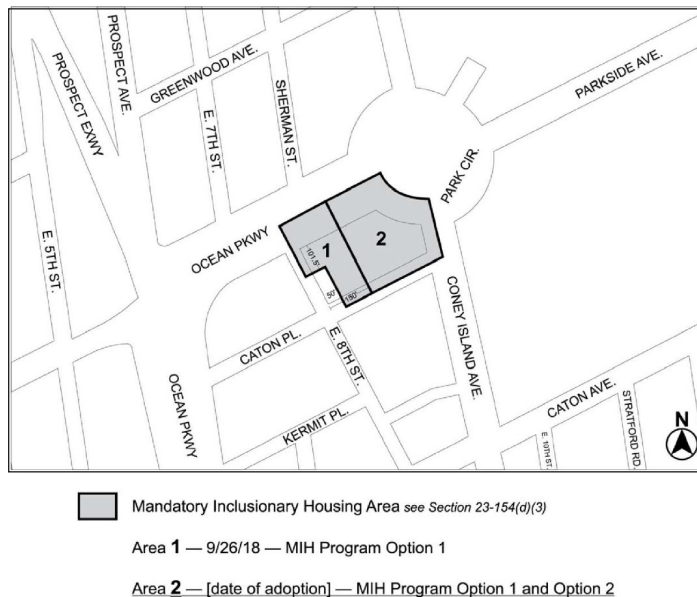 PROSPECT EXWY
PROSPECT AVE.
GREENWOOD AVE.
E. 7TH ST.
SHERMAN ST.
PARKSIDE AVE.
PARK CIR.
E. 5TH ST.
OCEAN PKWY
1
2
101.5'
50'
150'
CATON PL.
E. 8TH ST.
CONEY ISLAND AVE.
OCEAN PKWY
KERMIT PL.
CATON AVE.
E. 10TH ST.
STRATFORD RD.
N
Mandatory Inclusionary Housing Area see Section 23-154(d)(3)
Area 1 — 9/26/18 — MIH Program Option 1
Area 2 — [date of adoption] — MIH Program Option 1 and Option 2